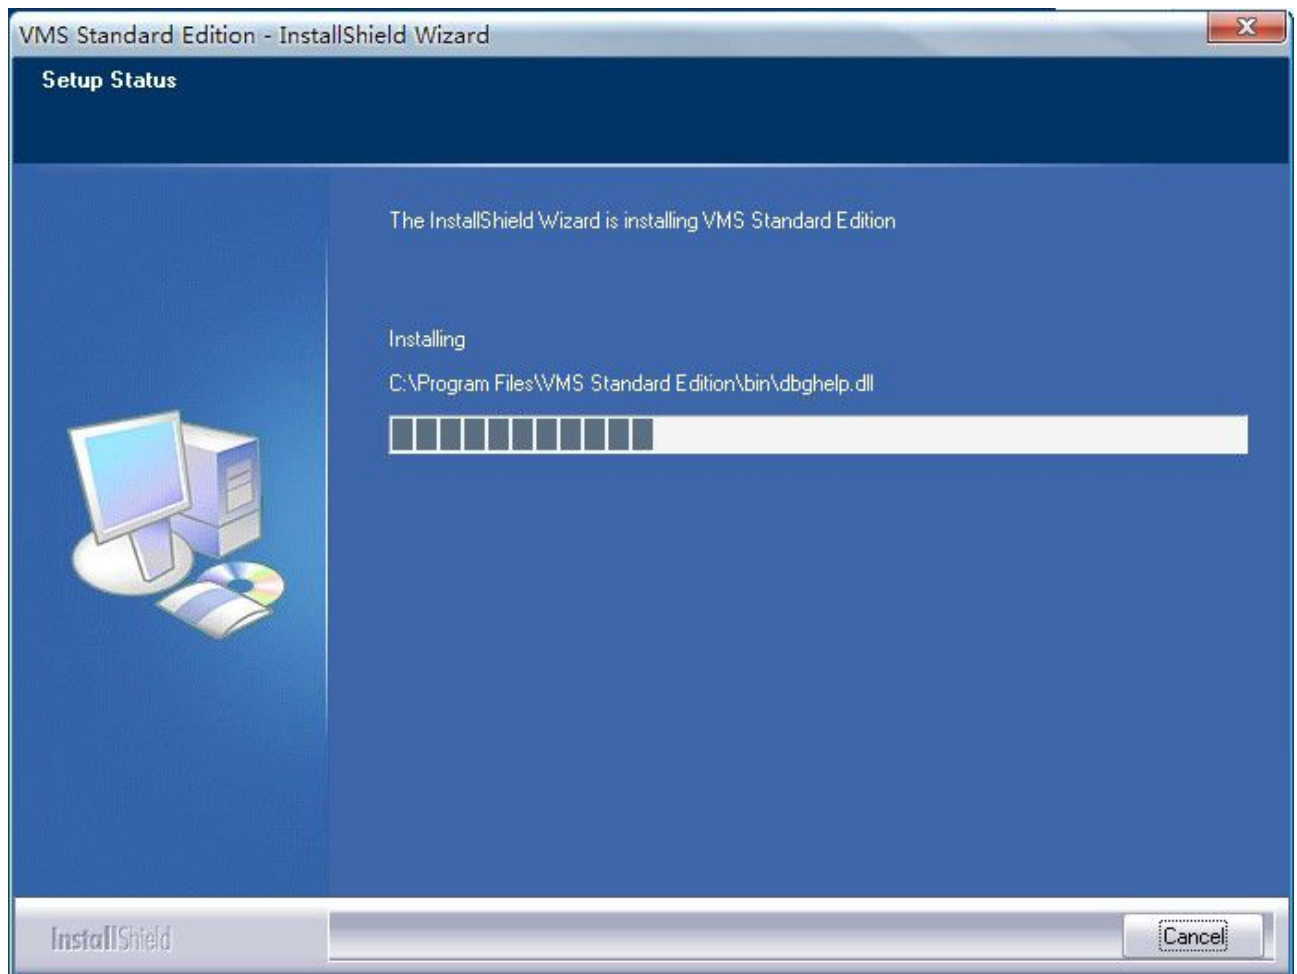 VMS Standard Edition - InstallShield Wizard
Setup Status
The InstallShield Wizard is installing VMS Standard Edition
Installing
C:\Program Files\VMS Standard Edition\bin\dbghelp.dll
InstallShield
Cancel